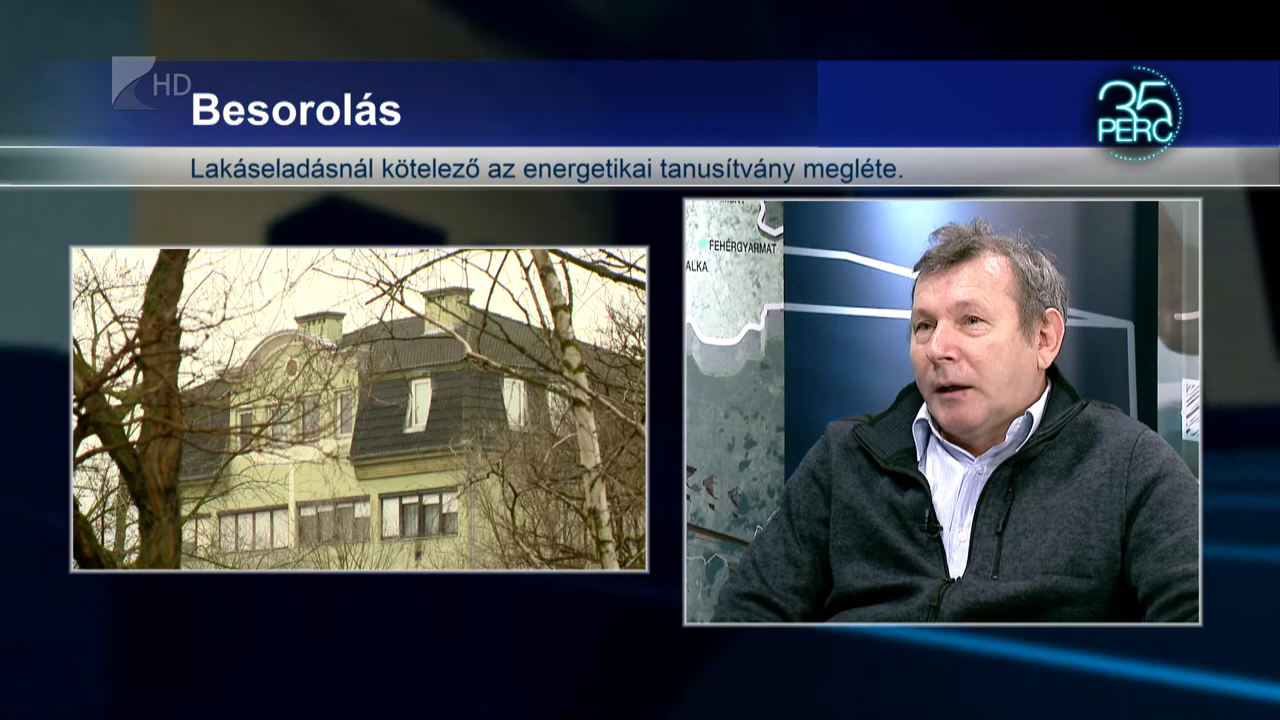 HD
Besorolás
35
PERC
Lakáseladásnál kötelező az energetikai tanusítvány megléte.
FEHÉRGYARMAT
ALKA